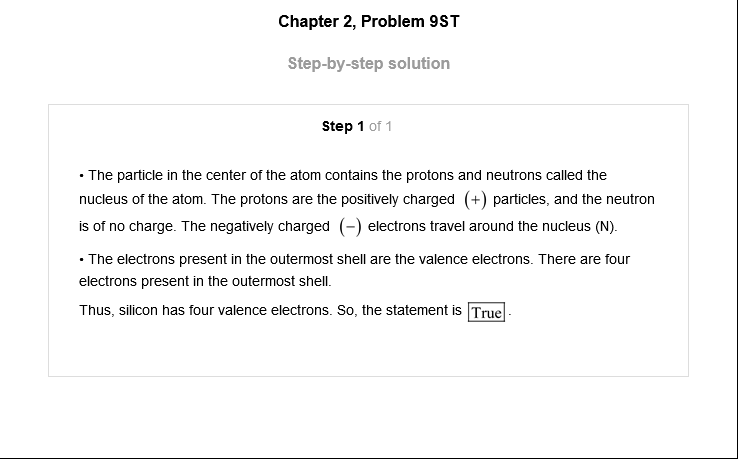 Chapter 2, Problem 9ST
Step-by-step solution
Step 1 of 1
• The particle in the center of the atom contains the protons and neutrons called the
nucleus of the atom. The protons are the positively charged (+) particles, and the neutron
is of no charge. The negatively charged (−) electrons travel around the nucleus (N).
• The electrons present in the outermost shell are the valence electrons. There are four
electrons present in the outermost shell.
Thus, silicon has four valence electrons. So, the statement is True.